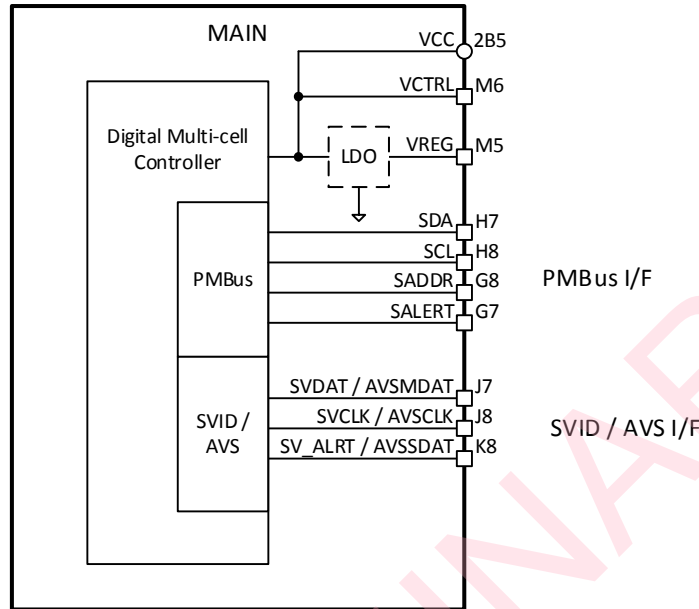 MAIN
VCC 2B5
VCTRL M6
Digital Multi-cell
Controller
LDO
VREG M5
SDA H7
SCL H8
PMBus
SADDR G8
PMBus I/F
SALERT G7
SVDAT / AVSMDAT J7
SVID /
AVS
SVCLK / AVSCLK J8
SVID / AVS I/F
SV_ALRT / AVSSDAT K8
INAR